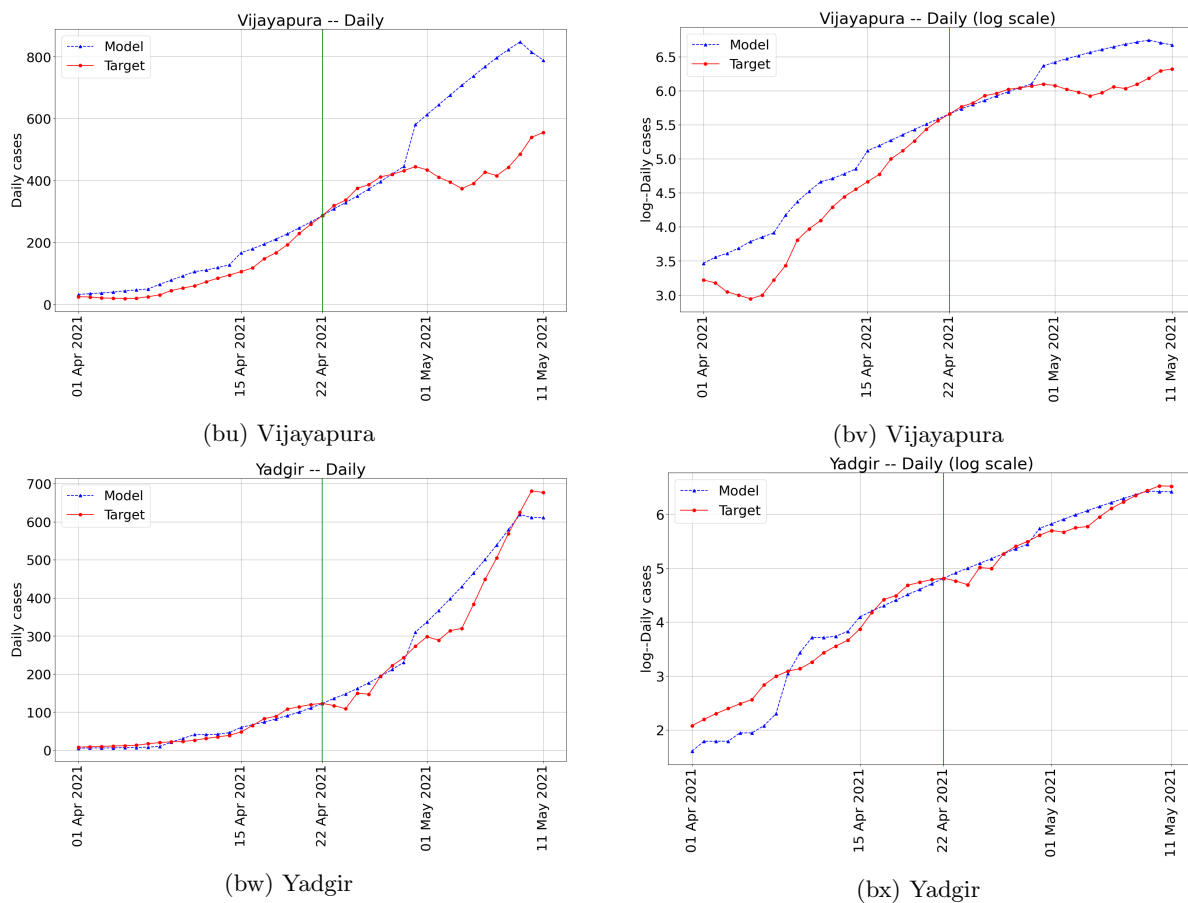 Vijayapura -- Daily
Model
Target
Daily cases
800
600
400
200
0
01 Apr 2021
15 Apr 2021
22 Apr 2021
01 May 2021
11 May 2021
(bu) Vijayapura
Vijayapura -- Daily (log scale)
Model
Target
log--Daily cases
6.5
6.0
5.5
5.0
4.5
4.0
3.5
3.0
01 Apr 2021
15 Apr 2021
22 Apr 2021
01 May 2021
11 May 2021
(bv) Vijayapura
Yadgir -- Daily
Model
Target
Daily cases
700
600
500
400
300
200
100
0
01 Apr 2021
15 Apr 2021
22 Apr 2021
01 May 2021
11 May 2021
(bw) Yadgir
Yadgir -- Daily (log scale)
Model
Target
log--Daily cases
6
5
4
3
2
01 Apr 2021
15 Apr 2021
22 Apr 2021
01 May 2021
11 May 2021
(bx) Yadgir